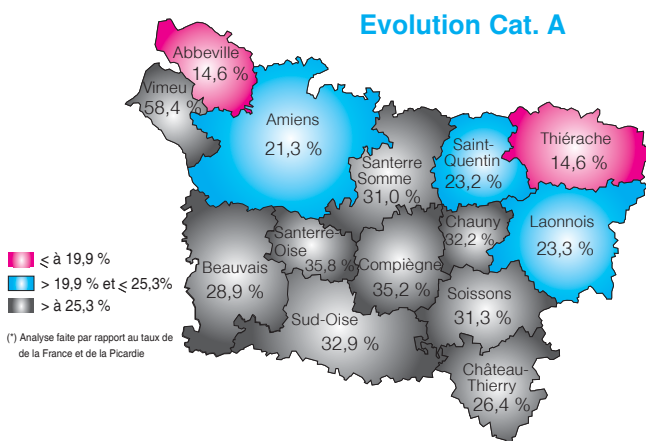 Evolution Cat. A
Abbeville
14,6 %
Vimeu
58,4 %
Amiens
21,3 %
Santerre
Somme
31,0 %
Saint-
Quentin
23,2 %
Thiérache
14,6 %
Chauny
32,2 %
Laonnois
23,3 %
Santerre-
Oise
35,8 %
Beauvais
28,9 %
Compiègne
35,2 %
Soissons
31,3 %
Sud-Oise
32,9 %
Château-
Thierry
26,4 %
⩽ à 19,9 %
> 19,9 % et ⩽ 25,3%
> à 25,3 %
(*) Analyse faite par rapport au taux de
de la France et de la Picardie